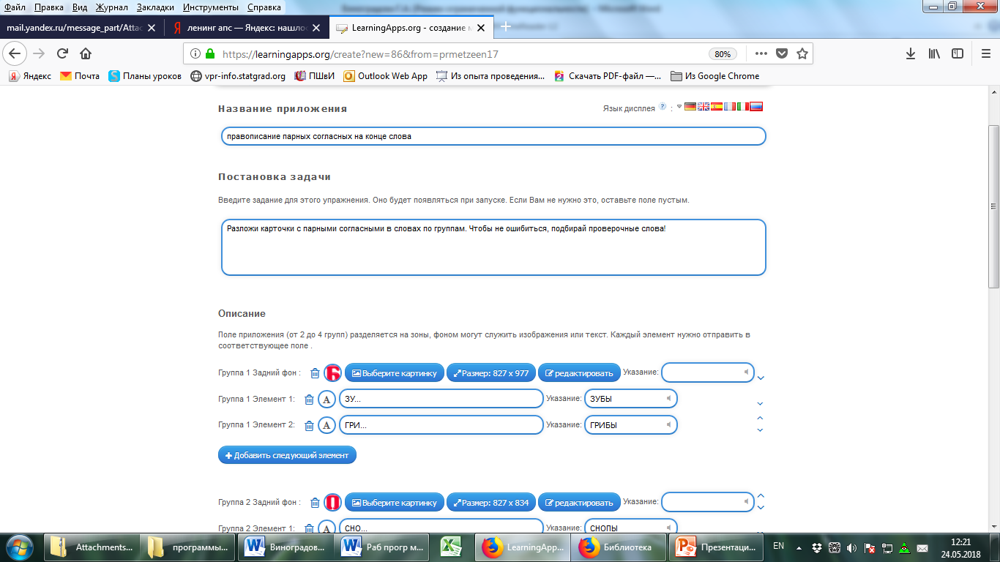 Файл Правка Вид Журнал Закладки Инструменты Справка
mail.yandex.ru/message_part/Attac
ленинг апс — Яндекс: нашлос
LearningApps.org - создание м
https://learningapps.org/create?new=86&from=prmetzeen17
80%
Яндекс Почта Планы уроков vpr-info.statgrad.org ПШвИ Outlook Web App Из опыта проведения... Скачать PDF-файл —... Из Google Chrome
Название приложения
Язык дисплея ? :
правописание парных согласных на конце слова
Постановка задачи
Введите задание для этого упражнения. Оно будет появляться при запуске. Если Вам не нужно это, оставьте поле пустым.
Разложи карточки с парными согласными в словах по группам. Чтобы не ошибиться, подбирай проверочные слова!
Описание
Поле приложения (от 2 до 4 групп) разделяется на зоны, фоном могут служить изображения или текст. Каждый элемент нужно отправить в
соответствующее поле .
Группа 1 Задний фон : Б Выберите картинку Размер: 827 x 977 редактировать Указание:
Группа 1 Элемент 1: A ЗУ... Указание: ЗУБЫ
Группа 1 Элемент 2: A ГРИ... Указание: ГРИБЫ
Добавить следующий элемент
Группа 2 Задний фон : П Выберите картинку Размер: 827 x 834 редактировать Указание:
Группа 2 Элемент 1: A СНО... Указание: СНОПЫ
Attachments... программы... Виноградов... Раб прогр м... LearningApp... Библиотека Презентаци... EN 12:21
24.05.2018